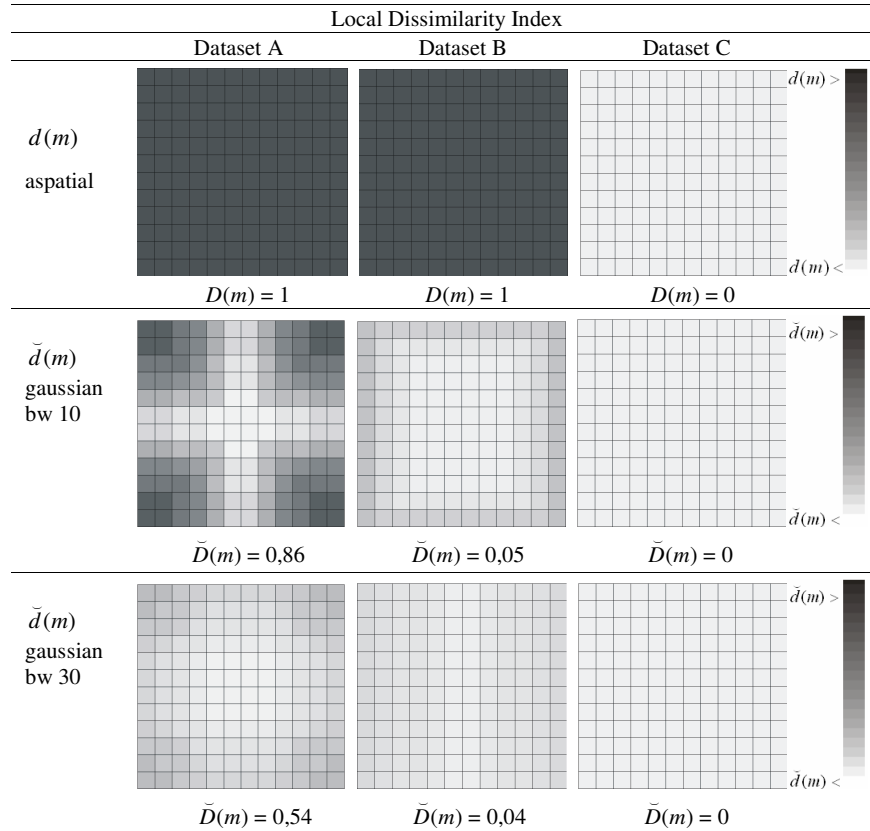 Local Dissimilarity Index
Dataset A Dataset B Dataset C
d(m)
aspatial
d(m) >
d(m) <
D(m) = 1 D(m) = 1 D(m) = 0
d̆(m)
gaussian
bw 10
d̆(m) >
d̆(m) <
D̆(m) = 0,86 D̆(m) = 0,05 D̆(m) = 0
d̆(m)
gaussian
bw 30
d̆(m) >
d̆(m) <
D̆(m) = 0,54 D̆(m) = 0,04 D̆(m) = 0